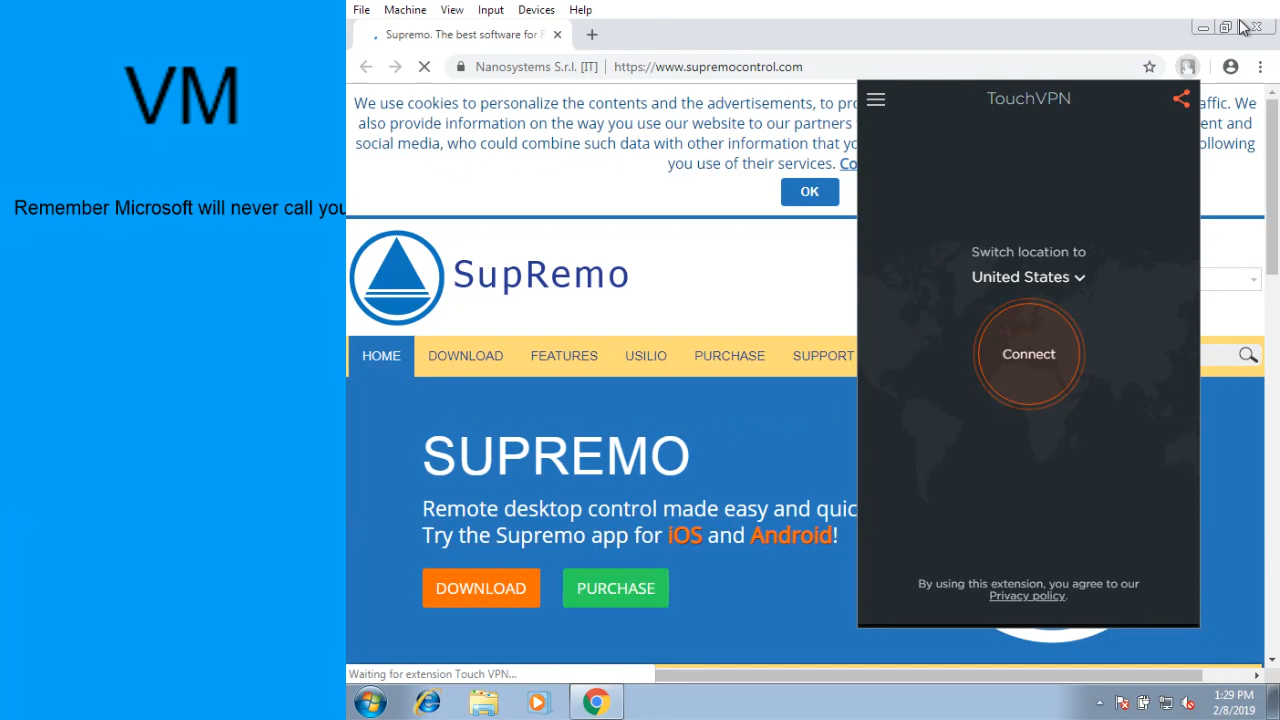 File Machine View Input Devices Help
Supremo. The best software for
Nanosystems S.r.l. [IT] | https://www.supremocontrol.com
VM
Remember Microsoft will never call you
We use cookies to personalize the contents and the advertisements, to pro affic. We
also provide information on the way you use our website to our partners ent and
social media, who could combine such data with other information that yo ollowing
you use of their services. Co
OK
SupRemo
HOME DOWNLOAD FEATURES USILIO PURCHASE SUPPORT
SUPREMO
Remote desktop control made easy and quic
Try the Supremo app for iOS and Android!
DOWNLOAD PURCHASE
TouchVPN
Switch location to
United States
Connect
By using this extension, you agree to our
Privacy policy.
Waiting for extension Touch VPN...
1:29 PM
2/8/2019